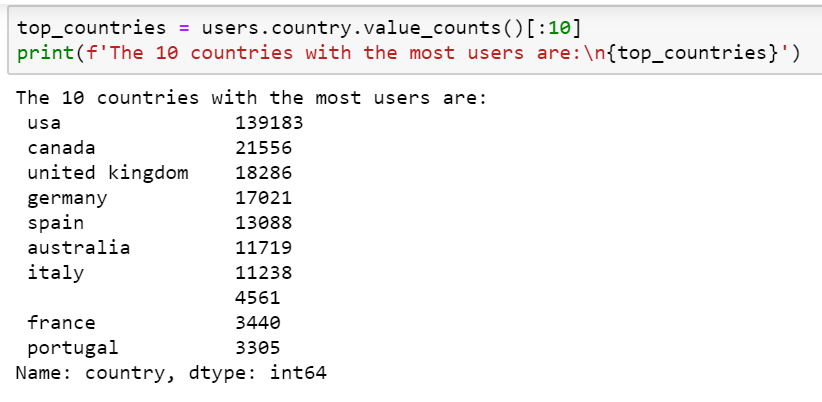 top_countries = users.country.value_counts()[:10]
print(f'The 10 countries with the most users are:\n{top_countries}')
The 10 countries with the most users are:
 usa               139183
 canada            21556
 united kingdom    18286
 germany           17021
 spain             13088
 australia         11719
 italy             11238
                   4561
 france            3440
 portugal          3305
Name: country, dtype: int64